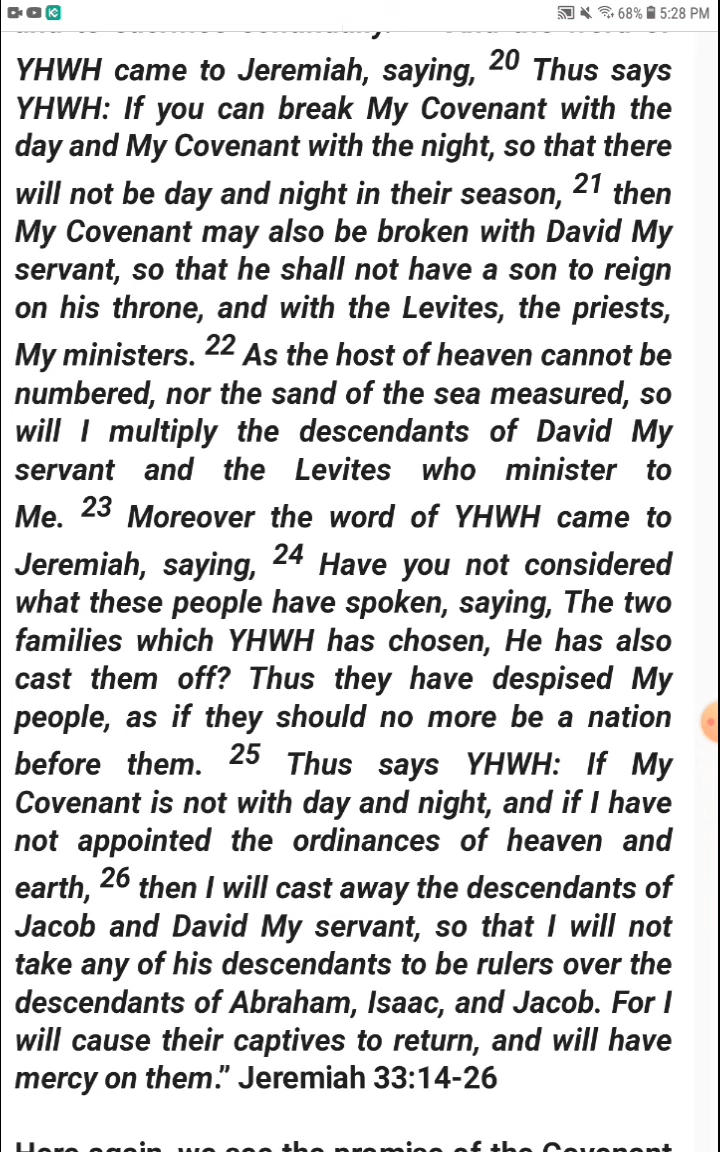 68% 5:28 PM
YHWH came to Jeremiah, saying, 20 Thus says
YHWH: If you can break My Covenant with the
day and My Covenant with the night, so that there
will not be day and night in their season, 21 then
My Covenant may also be broken with David My
servant, so that he shall not have a son to reign
on his throne, and with the Levites, the priests,
My ministers. 22 As the host of heaven cannot be
numbered, nor the sand of the sea measured, so
will I multiply the descendants of David My
servant and the Levites who minister to
Me. 23 Moreover the word of YHWH came to
Jeremiah, saying, 24 Have you not considered
what these people have spoken, saying, The two
families which YHWH has chosen, He has also
cast them off? Thus they have despised My
people, as if they should no more be a nation
before them. 25 Thus says YHWH: If My
Covenant is not with day and night, and if I have
not appointed the ordinances of heaven and
earth, 26 then I will cast away the descendants of
Jacob and David My servant, so that I will not
take any of his descendants to be rulers over the
descendants of Abraham, Isaac, and Jacob. For I
will cause their captives to return, and will have
mercy on them.” Jeremiah 33:14-26
Here again, we see the promise of the Covenant